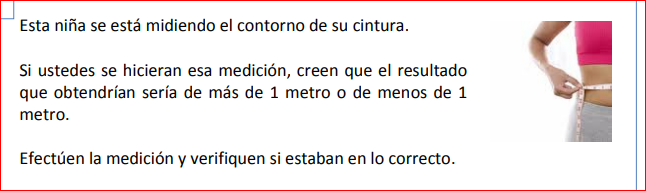 Esta niña se está midiendo el contorno de su cintura.
Si ustedes se hicieran esa medición, creen que el resultado
que obtendrían sería de más de 1 metro o de menos de 1
metro.
Efectúen la medición y verifiquen si estaban en lo correcto.